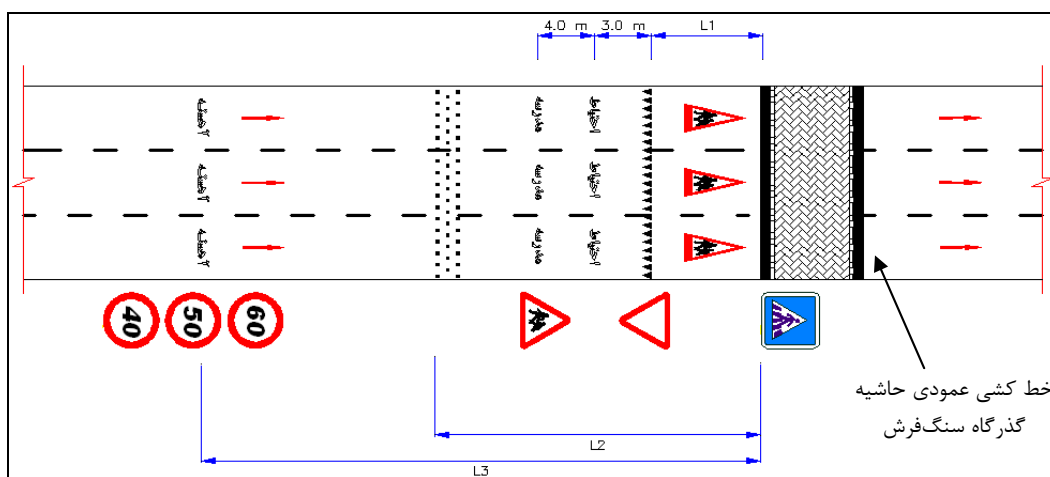 4.0 m 3.0 m L1
آهسته مدرسه احتیاط
آهسته مدرسه احتیاط
آهسته مدرسه احتیاط
40 50 60
خط کشی عمودی حاشیه
گذرگاه سنگ‌فرش
L2
L3